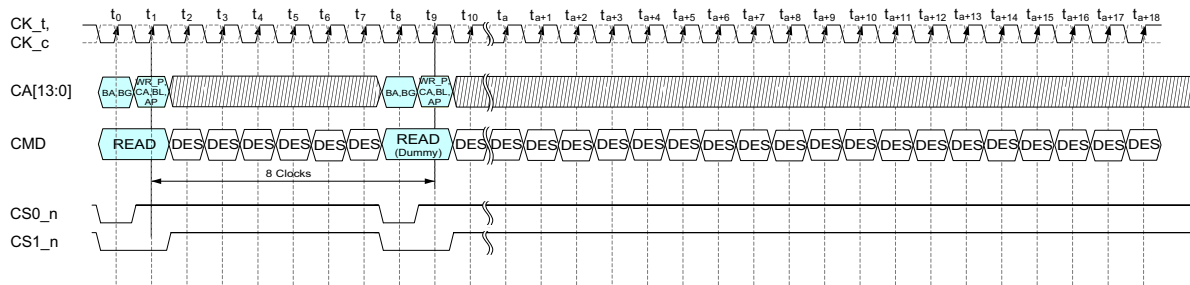 t0 t1 t2 t3 t4 t5 t6 t7 t8 t9 t10 ta ta+1 ta+2 ta+3 ta+4 ta+5 ta+6 ta+7 ta+8 ta+9 ta+10 ta+11 ta+12 ta+13 ta+14 ta+15 ta+16 ta+17 ta+18
CK_t,
CK_c
CA[13:0] BA,BG WR_P, CA,BL, AP BA,BG WR_P, CA,BL, AP
CMD READ DES DES DES DES DES DES READ (Dummy) DES DES DES DES DES DES DES DES DES DES DES DES DES DES DES DES DES DES DES DES
8 Clocks
CS0_n
CS1_n